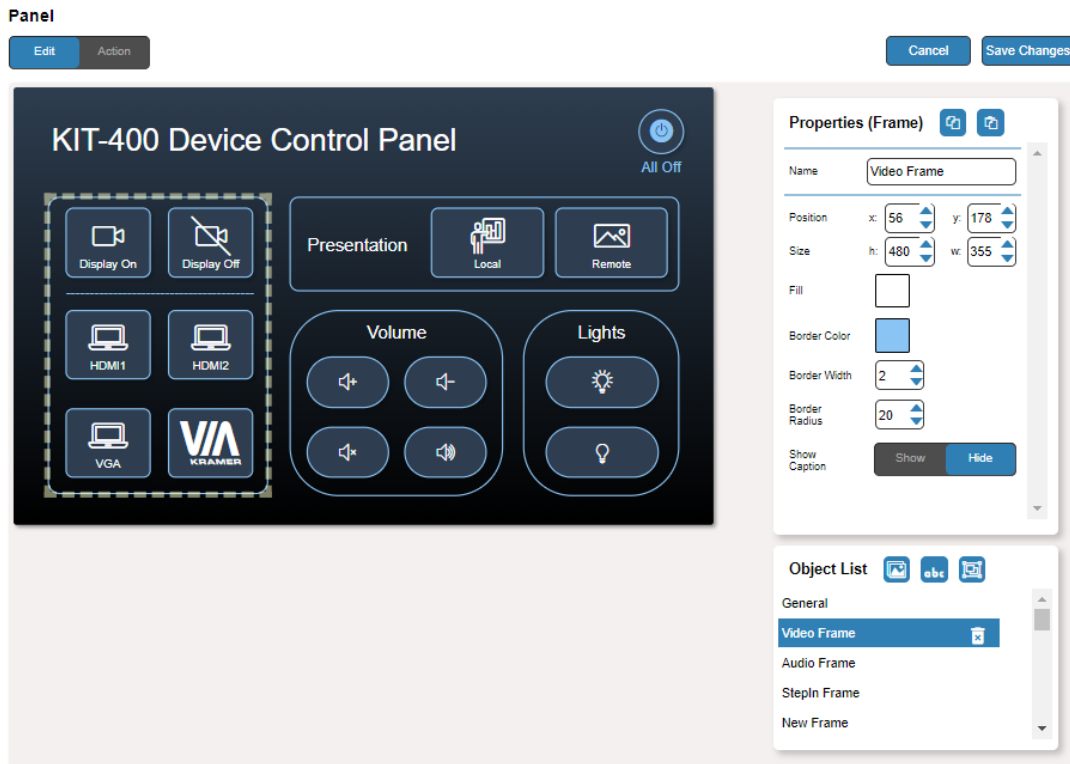 Panel
Edit Action
Cancel Save Changes
KIT-400 Device Control Panel
All Off
Display On Display Off
HDMI1 HDMI2
VGA VIA
KRAMER
Presentation
Local Remote
Volume
Lights
Properties (Frame)
Name Video Frame
Position x: 56 y: 178
Size h: 480 w: 355
Fill
Border Color
Border Width 2
Border
Radius 20
Show
Caption Show Hide
Object List abc
General
Video Frame
Audio Frame
StepIn Frame
New Frame